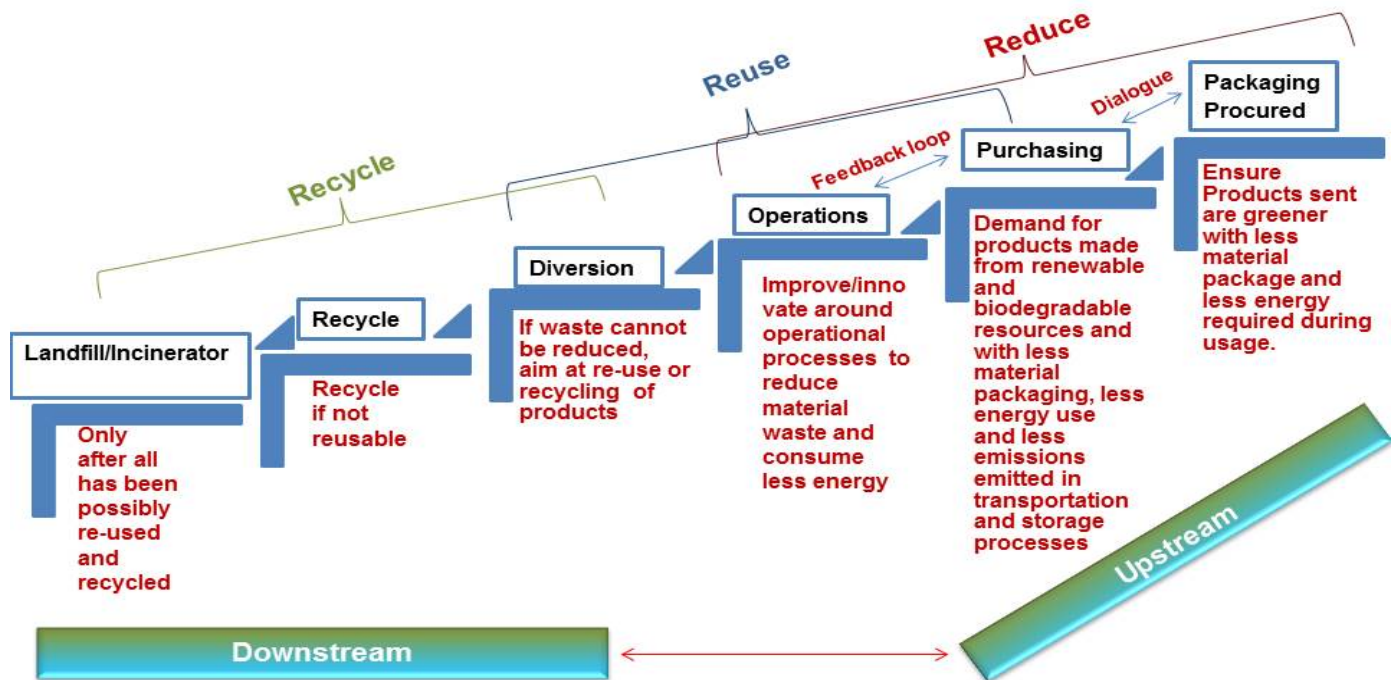 Reduce
Reuse
Recycle
Dialogue
Feedback loop
Packaging
Procured
Purchasing
Operations
Diversion
Recycle
Landfill/Incinerator
Ensure
Products sent
are greener
with less
material
package and
less energy
required during
usage.
Demand for
products made
from renewable
and
biodegradable
resources and
with less
material
packaging, less
energy use
and less
emissions
emitted in
transportation
and storage
processes
Improve/inno
vate around
operational
processes to
reduce
material
waste and
consume
less energy
If waste cannot
be reduced,
aim at re-use or
recycling of
products
Recycle
if not
reusable
Only
after all
has been
possibly
re-used
and
recycled
Downstream
Upstream